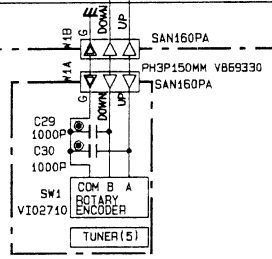 DOWN
UP
G
W1B
SAN160PA
PH3P150MM VB69330
W1A
SAN160PA
G
DOWN
UP
C29
1000P
C30
1000P
SW1
VI02710
COM B A
ROTARY
ENCODER
TUNER(5)